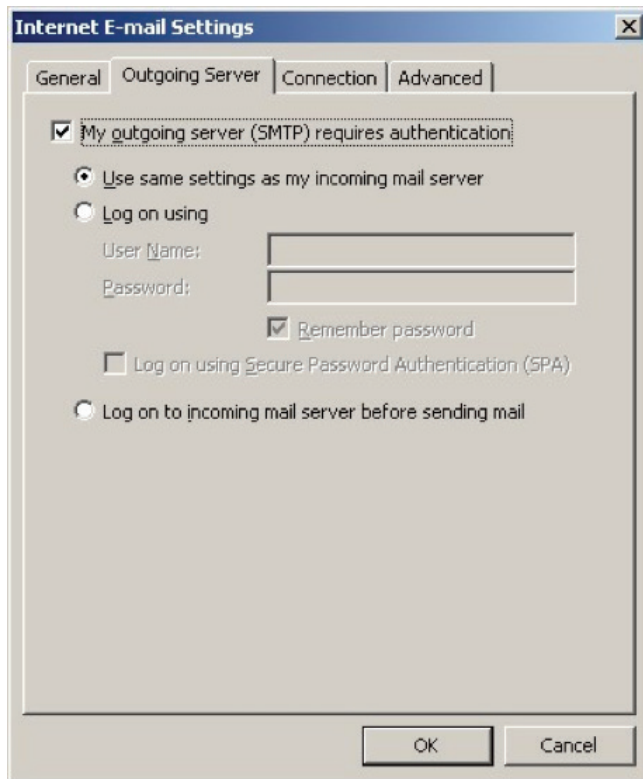 Internet E-mail Settings
General Outgoing Server Connection Advanced
My outgoing server (SMTP) requires authentication
Use same settings as my incoming mail server
Log on using
User Name:
Password:
Remember password
Log on using Secure Password Authentication (SPA)
Log on to incoming mail server before sending mail
OK Cancel